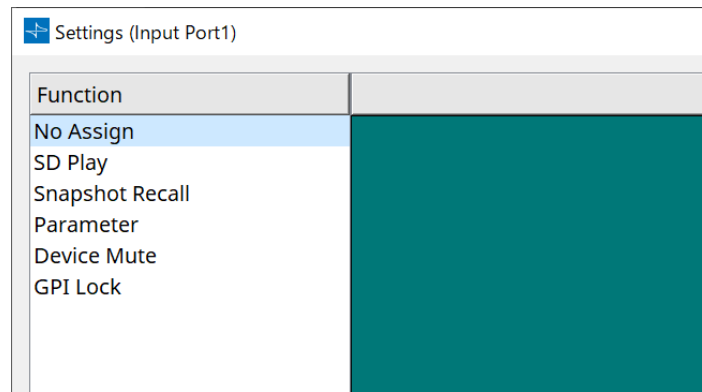 Settings (Input Port1)
Function
No Assign
SD Play
Snapshot Recall
Parameter
Device Mute
GPI Lock